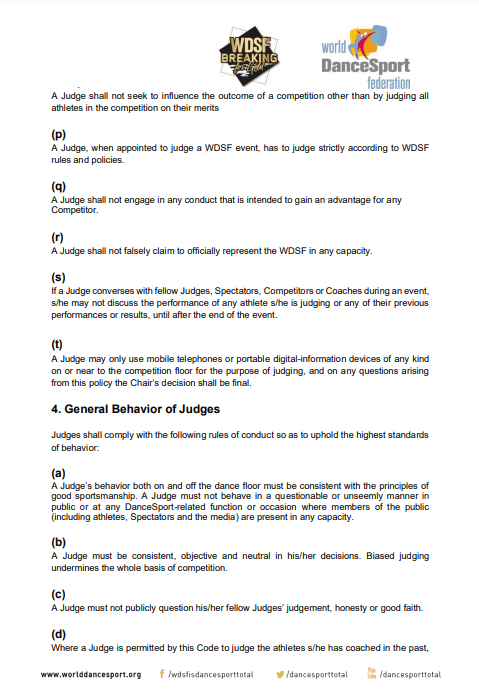 WDSF
BREAKING
world
DanceSport
federation
.
A Judge shall not seek to influence the outcome of a competition other than by judging all
athletes in the competition on their merits
(p)
A Judge, when appointed to judge a WDSF event, has to judge strictly according to WDSF
rules and policies.
(q)
A Judge shall not engage in any conduct that is intended to gain an advantage for any
Competitor.
(r)
A Judge shall not falsely claim to officially represent the WDSF in any capacity.
(s)
If a Judge converses with fellow Judges, Spectators, Competitors or Coaches during an event,
s/he may not discuss the performance of any athlete s/he is judging or any of their previous
performances or results, until after the end of the event.
(t)
A Judge may only use mobile telephones or portable digital-information devices of any kind
on or near to the competition floor for the purpose of judging, and on any questions arising
from this policy the Chair's decision shall be final.
4. General Behavior of Judges
Judges shall comply with the following rules of conduct so as to uphold the highest standards
of behavior:
(a)
A Judge's behavior both on and off the dance floor must be consistent with the principles of
good sportsmanship. A Judge must not behave in a questionable or unseemly manner in
public or at any DanceSport-related function or occasion where members of the public
(including athletes, Spectators and the media) are present in any capacity.
(b)
A Judge must be consistent, objective and neutral in his/her decisions. Biased judging
undermines the whole basis of competition.
(c)
A Judge must not publicly question his/her fellow Judges' judgement, honesty or good faith.
(d)
Where a Judge is permitted by this Code to judge the athletes s/he has coached in the past,
www.worlddancesport.org /wdsfisdancesporttotal /dancesporttotal You Tube /dancesporttotal